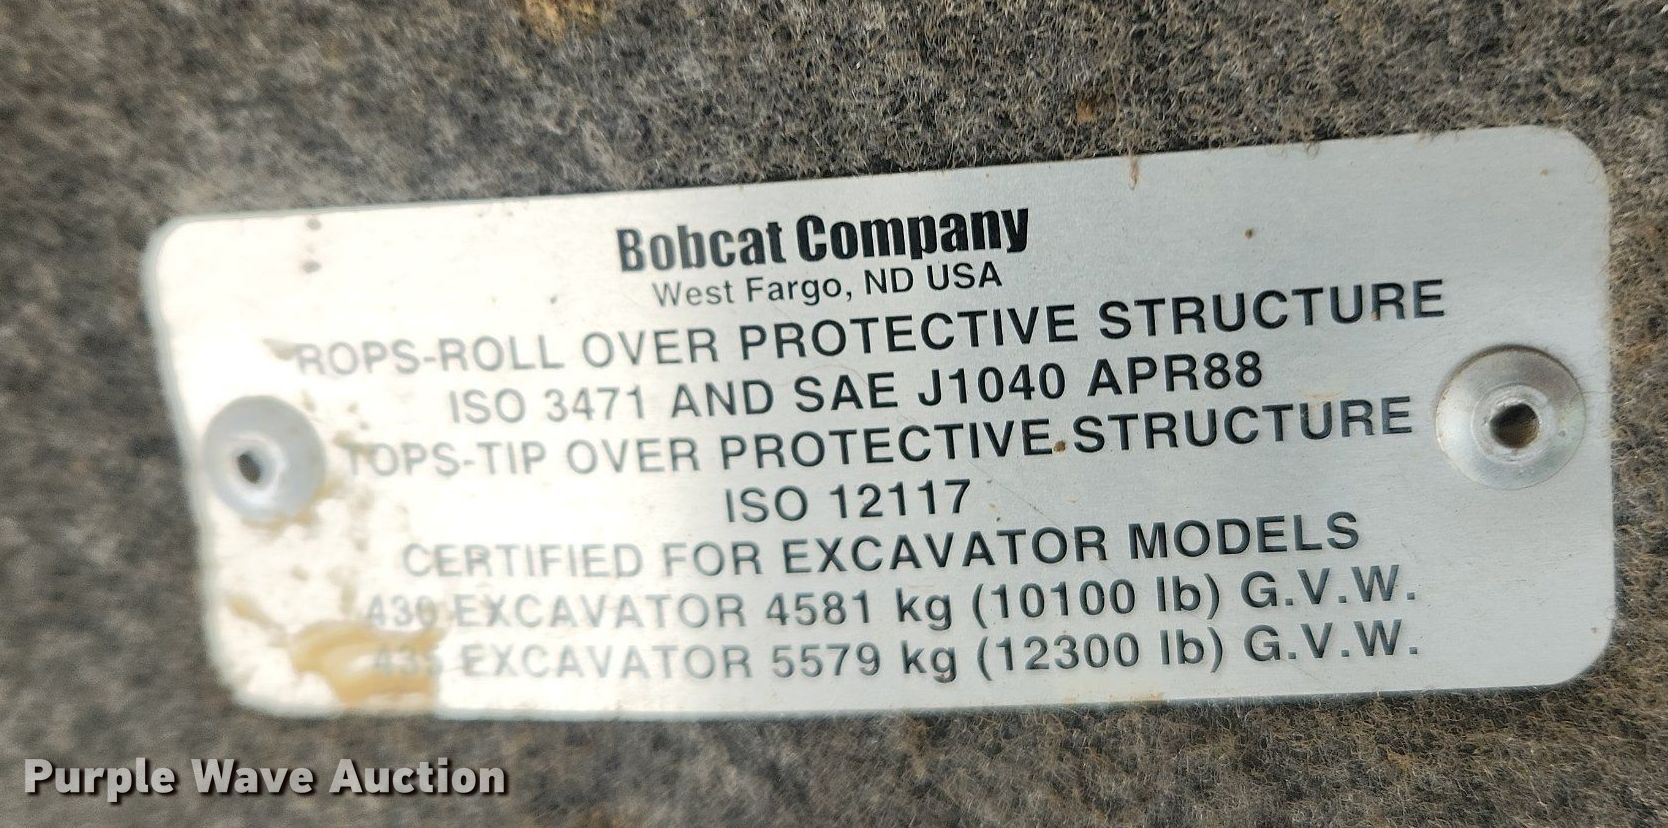 Bobcat Company
West Fargo, ND USA
ROPS-ROLL OVER PROTECTIVE STRUCTURE
ISO 3471 AND SAE J1040 APR88
TOPS-TIP OVER PROTECTIVE STRUCTURE
ISO 12117
CERTIFIED FOR EXCAVATOR MODELS
430 EXCAVATOR 4581 kg (10100 lb) G.V.W.
435 EXCAVATOR 5579 kg (12300 lb) G.V.W.
Purple Wave Auction